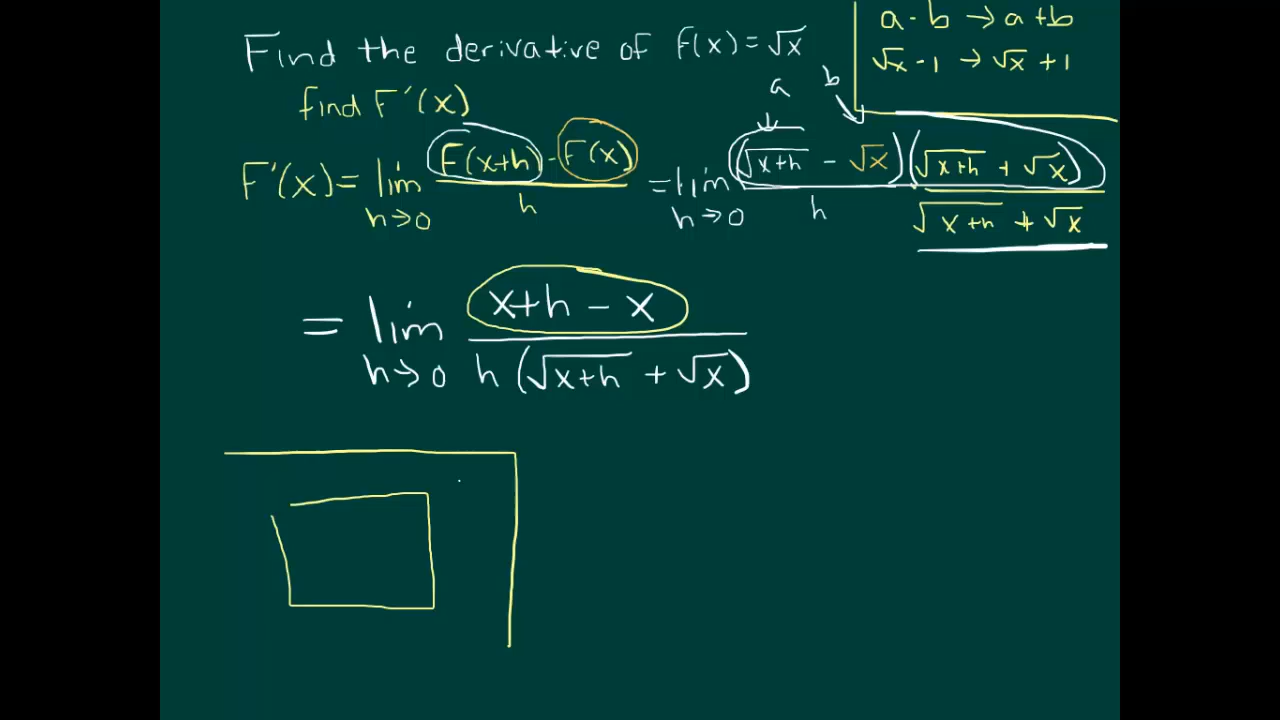 Find the derivative of f(x) = √x
a - b → a + b
√x - 1 → √x + 1
find F'(x)
a b
F'(x) = lim h→0 F(x+h) - F(x) / h = lim h→0 (√x+h - √x)(√x+h + √x) / h √x+h + √x
= lim h→0 x+h - x / h(√x+h + √x)